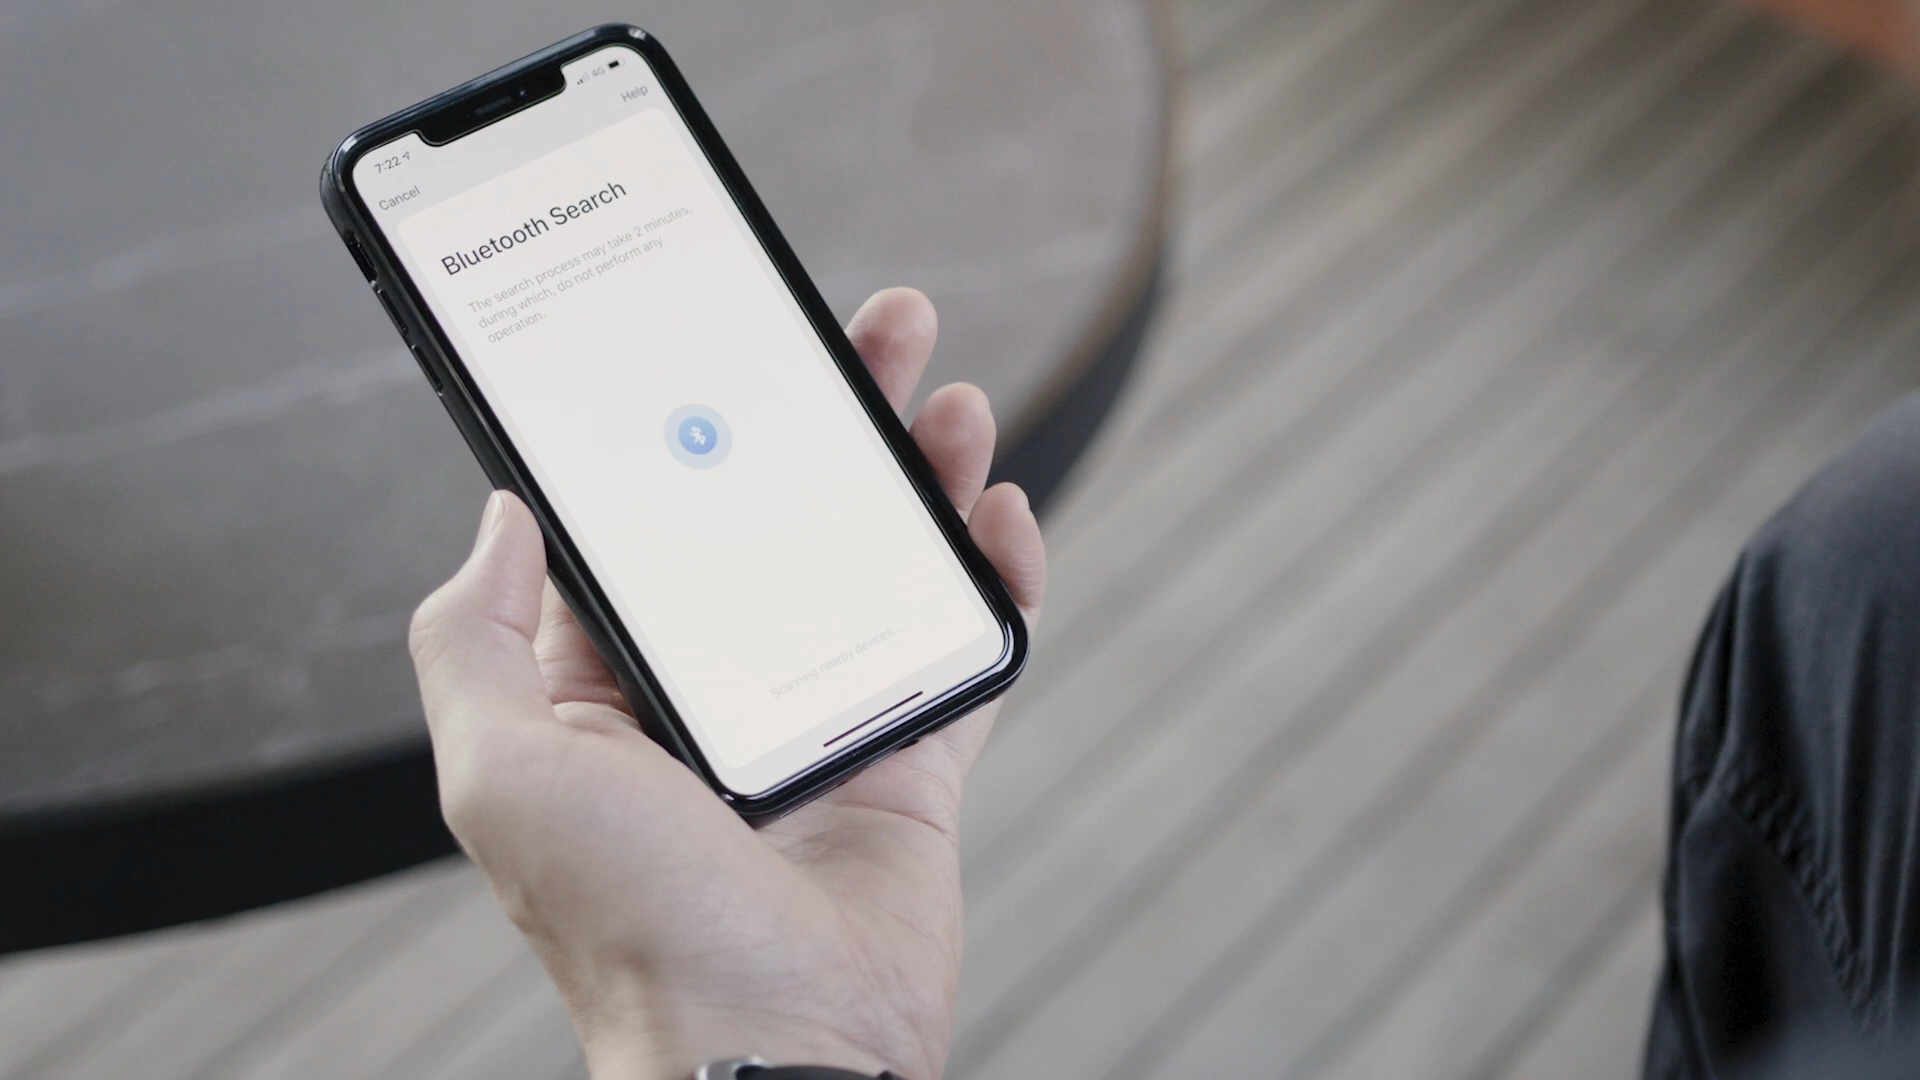 7:22
4G
Cancel
Help
Bluetooth Search
The search process may take 2 minutes,
during which, do not perform any
operation.
Scanning nearby devices...